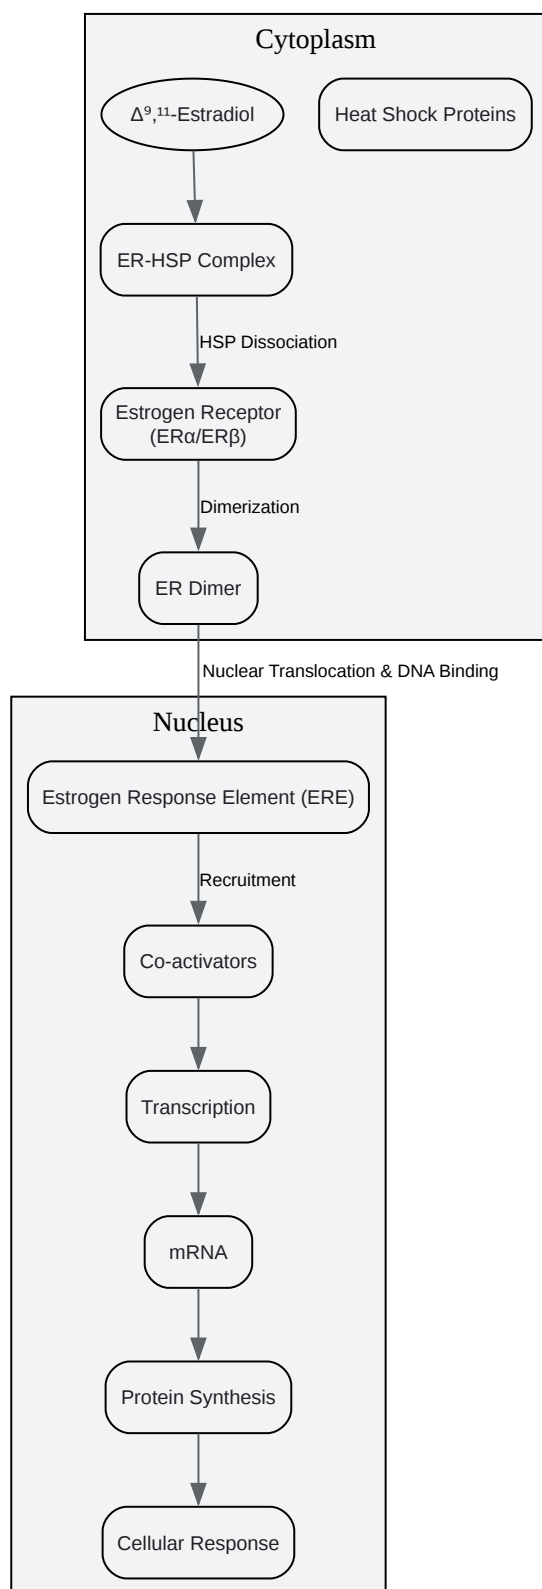 Cytoplasm
Δ⁹,¹¹-Estradiol
Heat Shock Proteins
ER-HSP Complex
HSP Dissociation
Estrogen Receptor
(ERα/ERβ)
Dimerization
ER Dimer
Nuclear Translocation & DNA Binding
Nucleus
Estrogen Response Element (ERE)
Recruitment
Co-activators
Transcription
mRNA
Protein Synthesis
Cellular Response